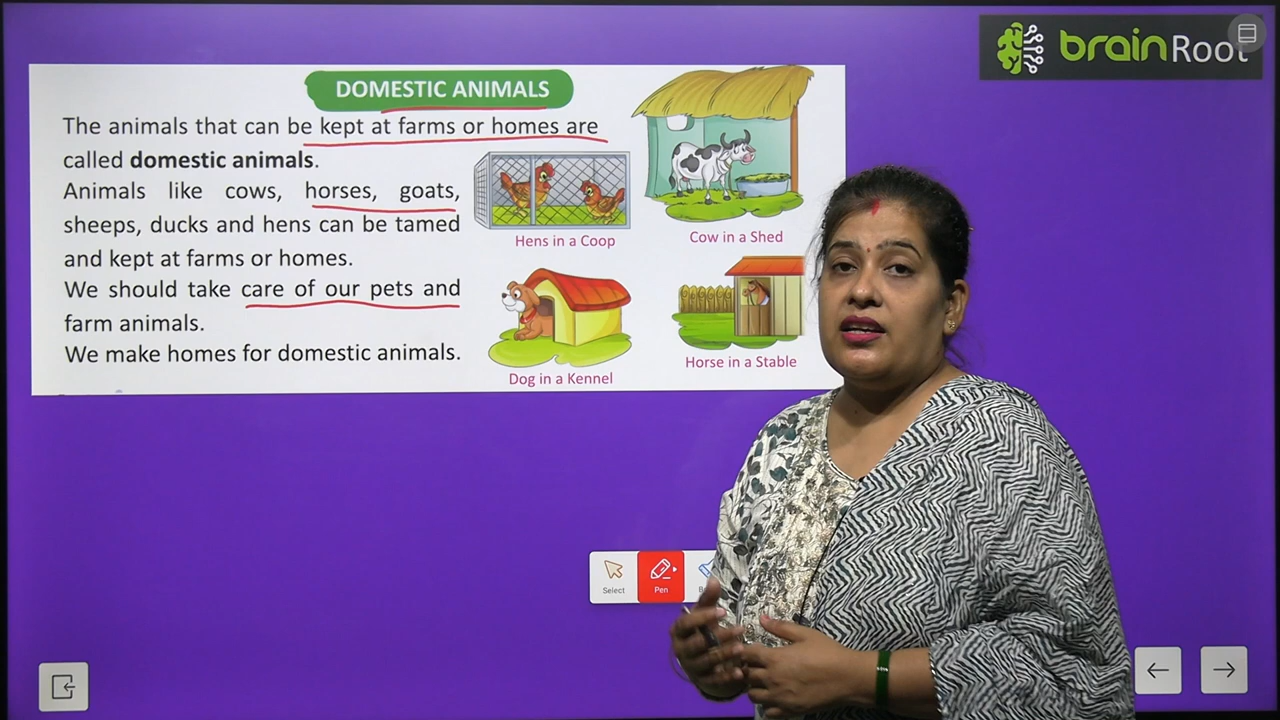 brainRoot
DOMESTIC ANIMALS
The animals that can be kept at farms or homes are
called domestic animals.
Animals like cows, horses, goats,
sheeps, ducks and hens can be tamed
and kept at farms or homes.
We should take care of our pets and
farm animals.
We make homes for domestic animals.
Hens in a Coop
Cow in a Shed
Dog in a Kennel
Horse in a Stable
Select
Pen